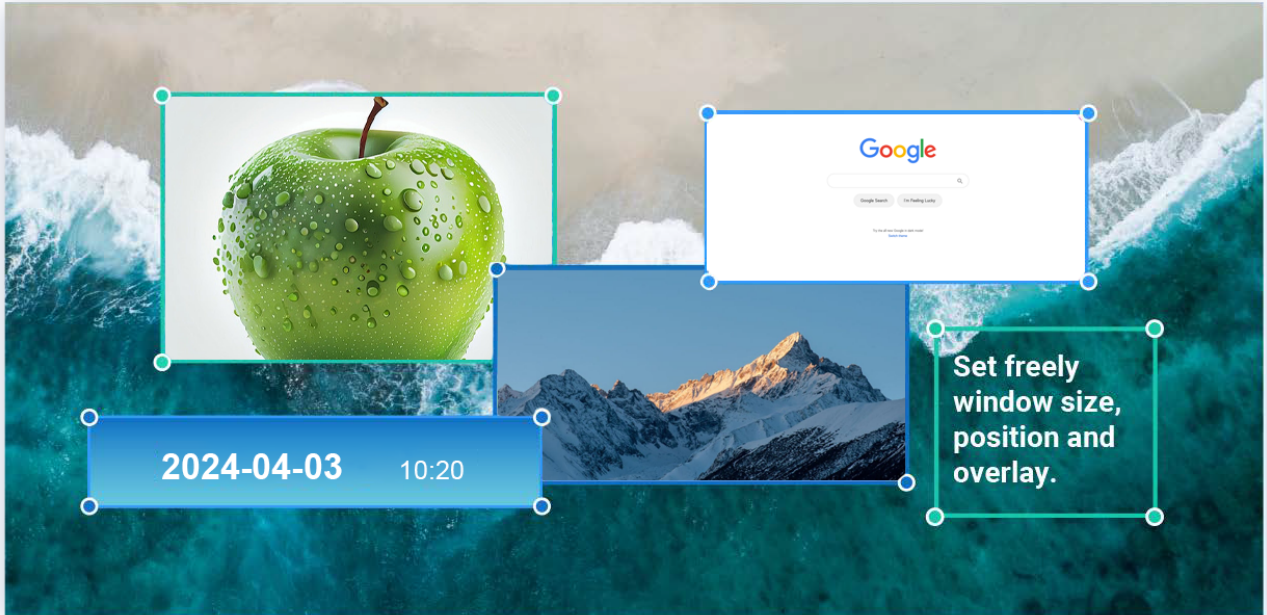 Google
Google Search I'm Feeling Lucky
Set freely
window size,
position and
overlay.
2024-04-03 10:20